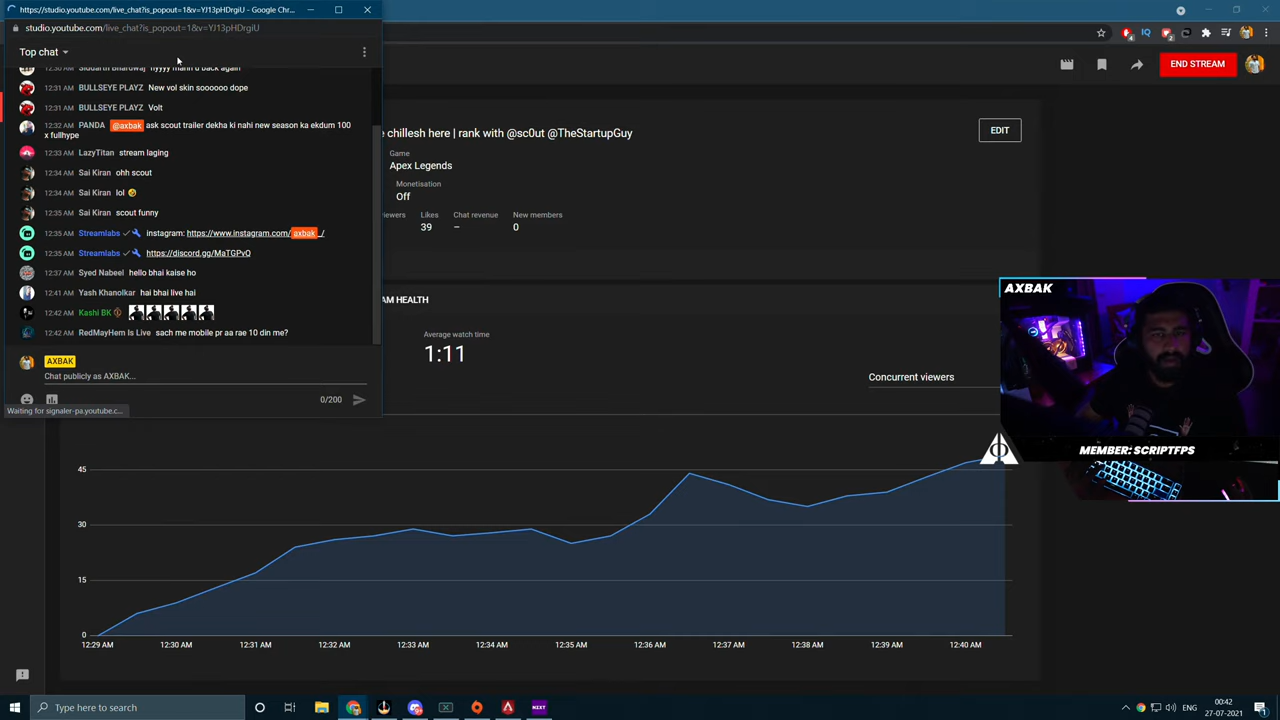 https://studio.youtube.com/live_chat?is_popout=1&v=YJ13pHDrgiU - Google Chr...
studio.youtube.com/live_chat?is_popout=1&v=YJ13pHDrgiU
Top chat
END STREAM
12:30 AM Siddarth Bhardwaj hyyyy mann u back again
12:31 AM BULLSEYE PLAYZ New vol skin soooooo dope
12:31 AM BULLSEYE PLAYZ Volt
12:32 AM PANDA @axbak ask scout trailer dekha ki nahi new season ka ekdum 100
x fullhype
12:33 AM LazyTitan stream laging
12:34 AM Sai Kiran ohh scout
12:34 AM Sai Kiran lol
12:35 AM Sai Kiran scout funny
12:35 AM Streamlabs instagram: https://www.instagram.com/axbak_/
12:35 AM Streamlabs https://discord.gg/MaTGPvQ
12:37 AM Syed Nabeel hello bhai kaise ho
12:41 AM Yash Khanolkar hai bhai live hai
12:42 AM Kashi BK
12:42 AM RedMayHem Is Live sach me mobile pr aa rae 10 din me?
AXBAK
Chat publicly as AXBAK...
0/200
Waiting for signaler-pa.youtube.c...
e chillesh here | rank with @sc0ut @TheStartupGuy
EDIT
Game
Apex Legends
Monetisation
Off
iewers Likes Chat revenue New members
39 – 0
AM HEALTH
Average watch time
1:11
Concurrent viewers
AXBAK
MEMBER: SCRIPTFPS
45
30
15
0
12:29 AM 12:30 AM 12:31 AM 12:32 AM 12:33 AM 12:34 AM 12:35 AM 12:36 AM 12:37 AM 12:38 AM 12:39 AM 12:40 AM
Type here to search
NIXT
ENG
00:42
27-07-2021